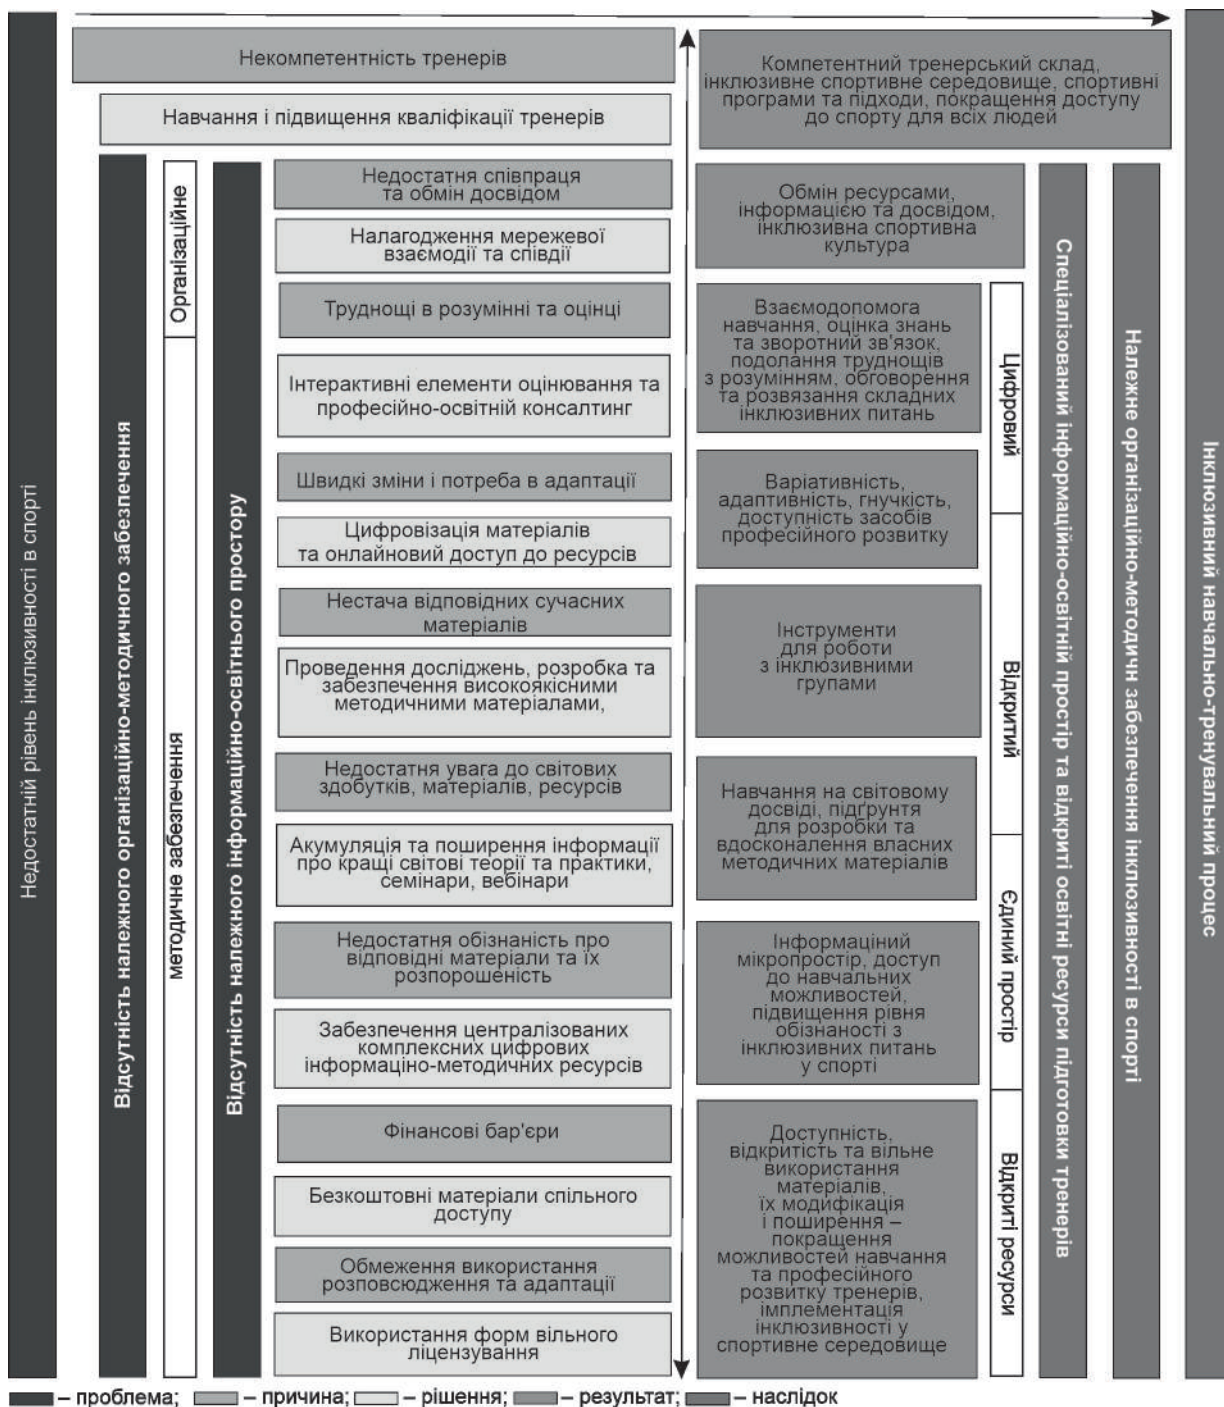 Недостатній рівень інклюзивності в спорті
Некомпетентність тренерів
Навчання і підвищення кваліфікації тренерів
Відсутність належного організаційно-методичного забезпечення
Організаційне
методичне забезпечення
Відсутність належного інформаційно-освітнього простору
Недостатня співпраця
та обмін досвідом
Налагодження мережевої
взаємодії та співдії
Труднощі в розумінні та оцінці
Інтерактивні елементи оцінювання та
професійно-освітній консалтинг
Швидкі зміни і потреба в адаптації
Цифровізація матеріалів
та онлайновий доступ до ресурсів
Нестача відповідних сучасних
матеріалів
Проведення досліджень, розробка та
забезпечення високоякісними
методичними матеріалами,
Недостатня увага до світових
здобутків, матеріалів, ресурсів
Акумуляція та поширення інформації
про кращі світові теорії та практики,
семінари, вебінари
Недостатня обізнаність про
відповідні матеріали та їх
розпорошеність
Забезпечення централізованих
комплексних цифрових
інформаціно-методичних ресурсів
Фінансові бар'єри
Безкоштовні матеріали спільного
доступу
Обмеження використання
розповсюдження та адаптації
Використання форм вільного
ліцензування
Компетентний тренерський склад,
інклюзивне спортивне середовище, спортивні
програми та підходи, покращення доступу
до спорту для всіх людей
Обмін ресурсами,
інформацією та досвідом,
інклюзивна спортивна
культура
Взаємодопомога
навчання, оцінка знань
та зворотний зв'язок,
подолання труднощів
з розумінням, обговорення
та розвязання складних
інклюзивних питань
Варіативність,
адаптивність, гнучкість,
доступність засобів
професійного розвитку
Інструменти
для роботи
з інклюзивними
групами
Навчання на світовому
досвіді, підґрунтя
для розробки та
вдосконалення власних
методичних матеріалів
Інформаціний
мікропростір, доступ
до навчальних
можливостей,
підвищення рівня
обізнаності з
інклюзивних питань
у спорті
Доступність,
відкритість та вільне
використання
матеріалів,
їх модифікація
і поширення –
покращення
можливостей навчання
та професійного
розвитку тренерів,
імплементація
інклюзивності у
спортивне середовище
Цифровий
Відкритий
Єдиний простір
Відкриті ресурси
Спеціалізований інформаційно-освітній простір та відкриті освітні ресурси підготовки тренерів
Належне організаційно-методичн забезпечення інклюзивності в спорті
Інклюзивний навчально-тренувальний процес
– проблема; – причина; – рішення; – результат; – наслідок